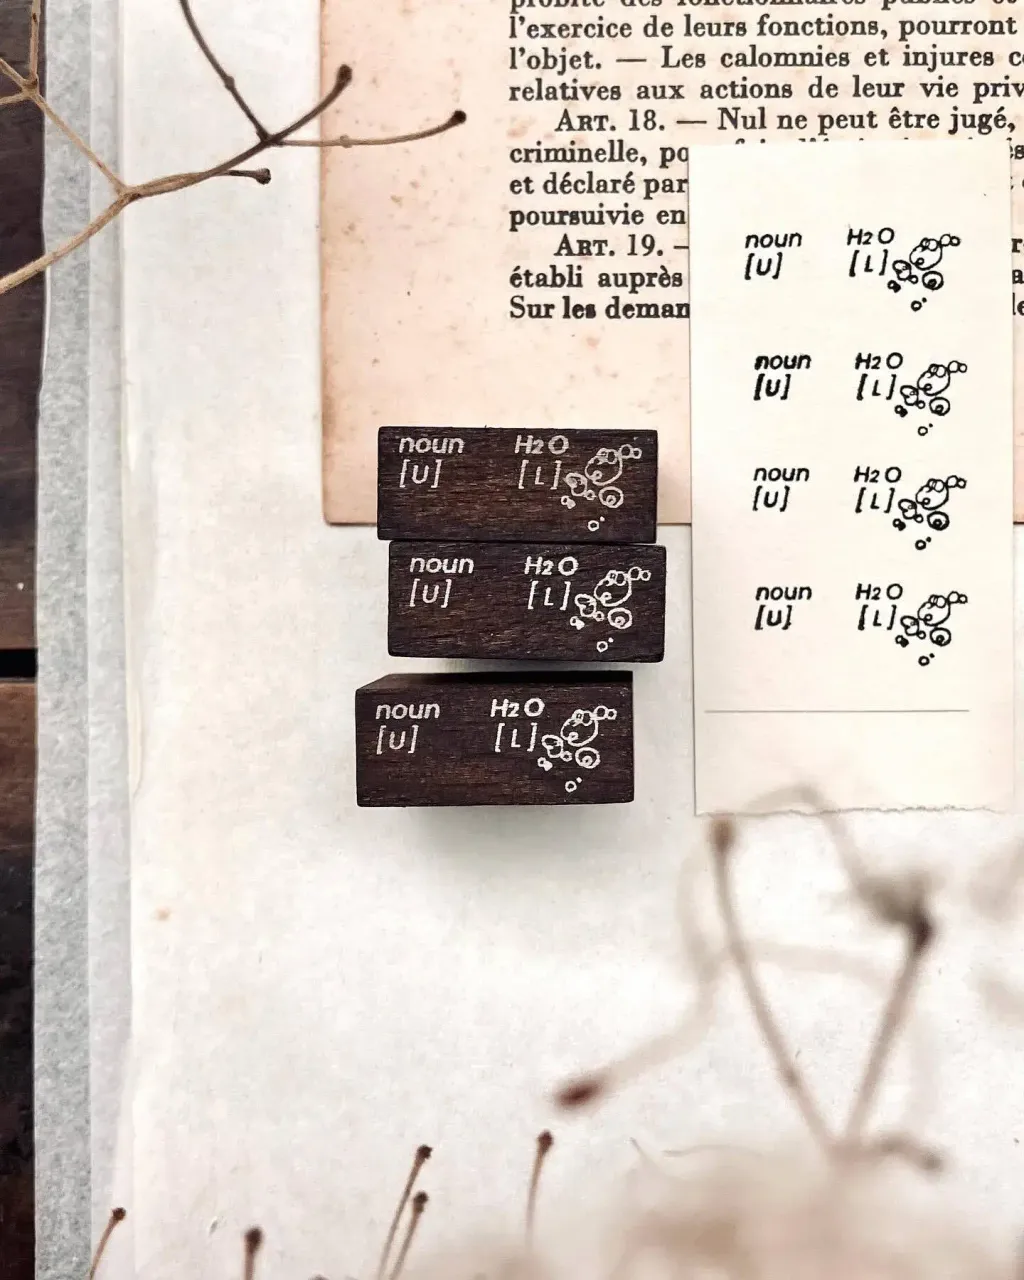 l'exercice de leurs fonctions, pourront
l'objet. — Les calomnies et injures
relatives aux actions de leur vie
ART. 18. — Nul ne peut être jugé,
criminelle,
et déclaré par
poursuivie en
ART. 19. —
établi auprès
Sur les
noun H2O
[U] [L]
noun H2O
[U] [L]
noun H2O
[U] [L]
noun H2O
[U] [L]
noun H2O
[U] [L]
noun H2O
[U] [L]
noun H2O
[U] [L]